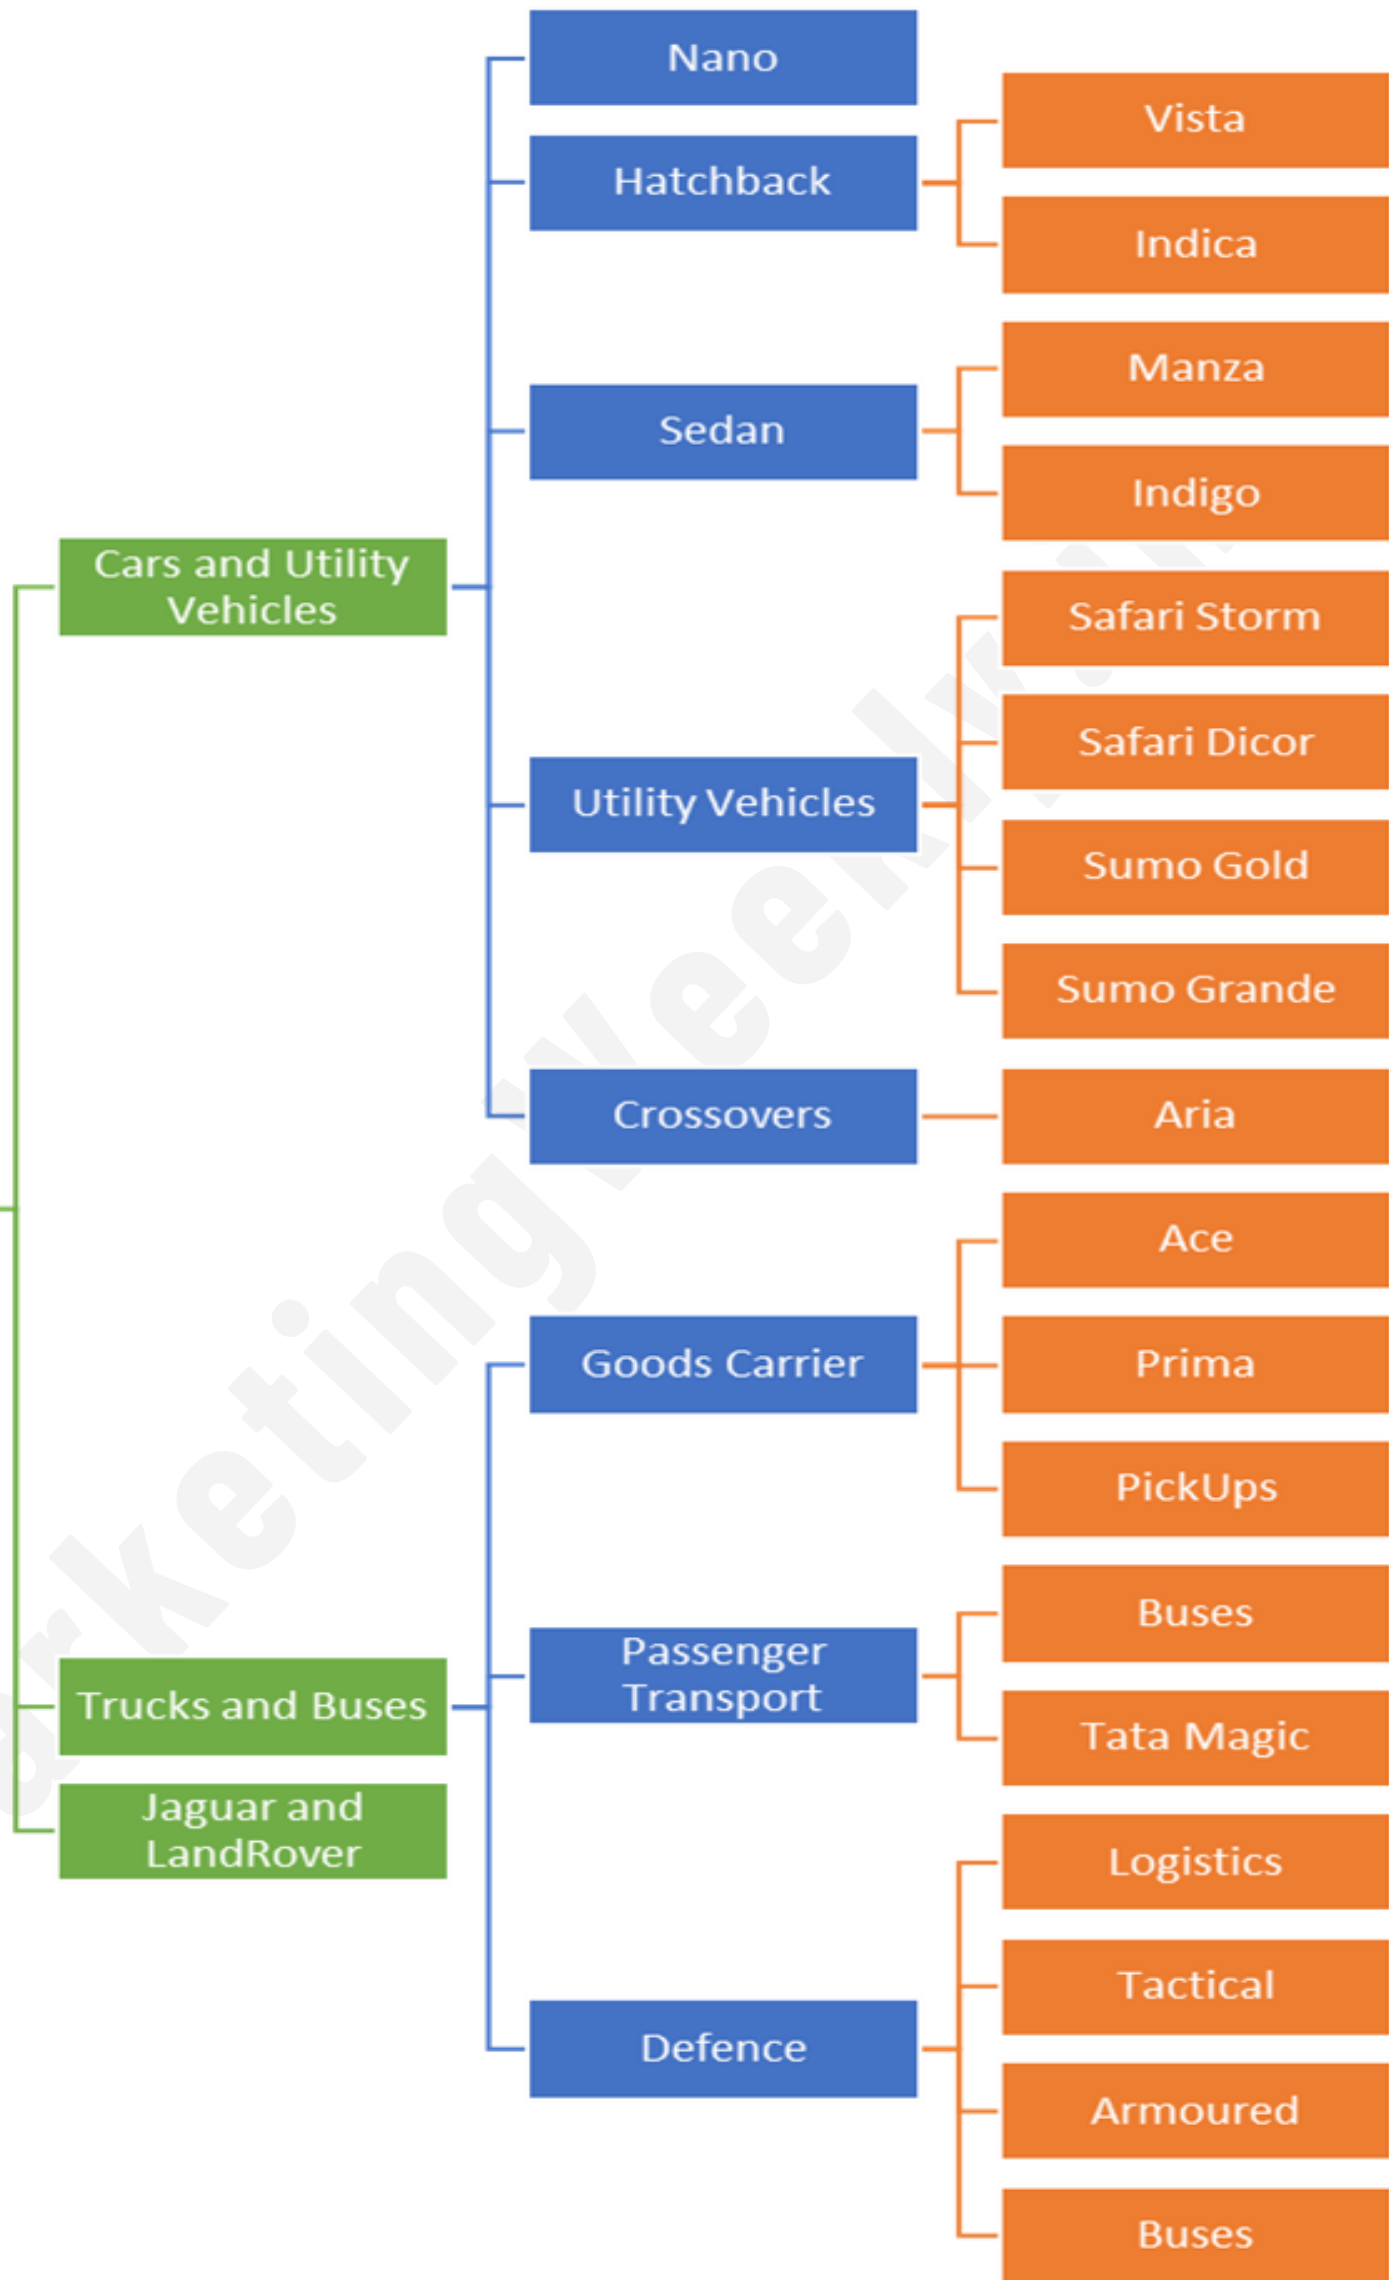 Nano
Vista
Hatchback
Indica
Manza
Sedan
Indigo
Cars and Utility
Vehicles
Safari Storm
Safari Dicor
Utility Vehicles
Sumo Gold
Sumo Grande
Crossovers
Aria
Ace
Goods Carrier
Prima
PickUps
Buses
Passenger
Transport
Trucks and Buses
Tata Magic
Jaguar and
LandRover
Logistics
Tactical
Defence
Armoured
Buses